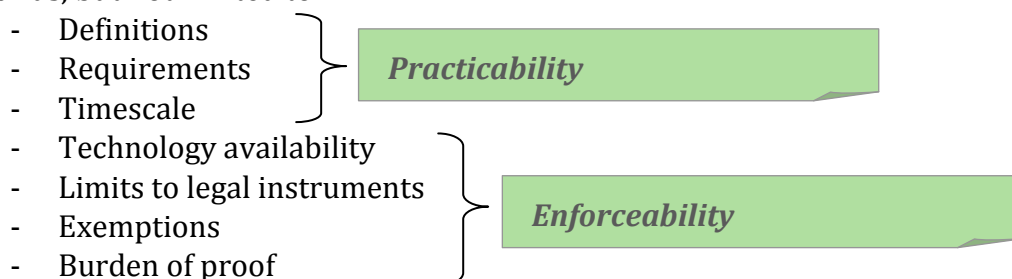 - Definitions
- Requirements
- Timescale
Practicability
- Technology availability
- Limits to legal instruments
- Exemptions
- Burden of proof
Enforceability